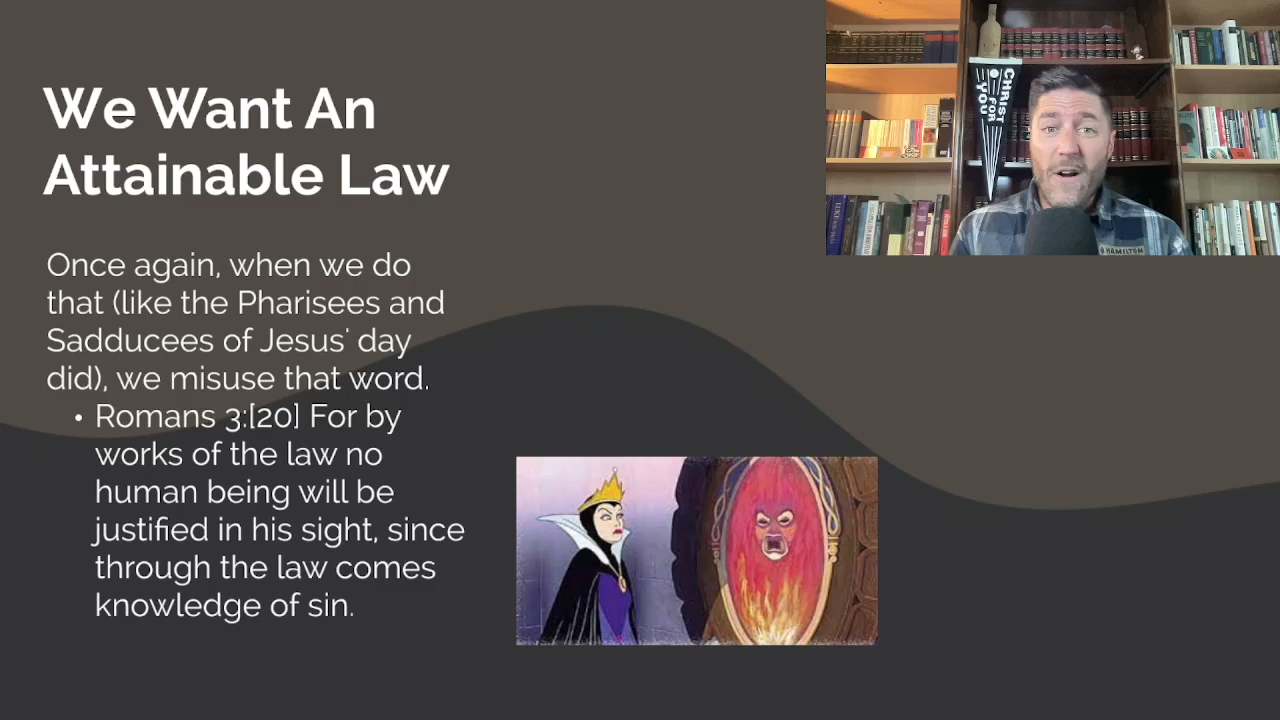 We Want An
Attainable Law
Once again, when we do
that (like the Pharisees and
Sadducees of Jesus' day
did), we misuse that word.
• Romans 3:[20] For by
works of the law no
human being will be
justified in his sight, since
through the law comes
knowledge of sin.
CHRIST
FOR
YOU
HAMILTON